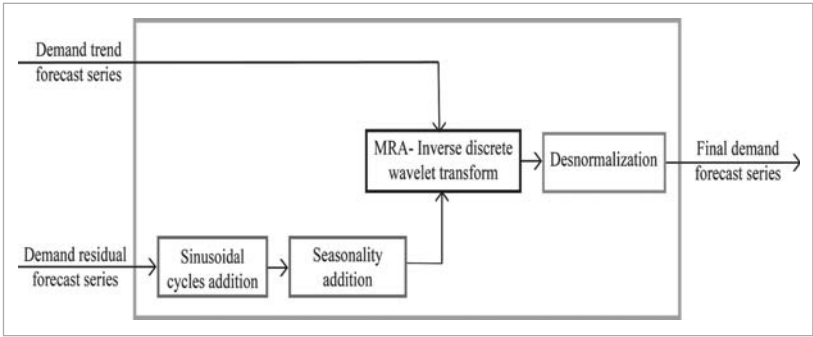 Demand trend
forecast series
MRA- Inverse discrete
wavelet transform
Desnormalization
Final demand
forecast series
Demand residual
forecast series
Sinusoidal
cycles addition
Seasonality
addition